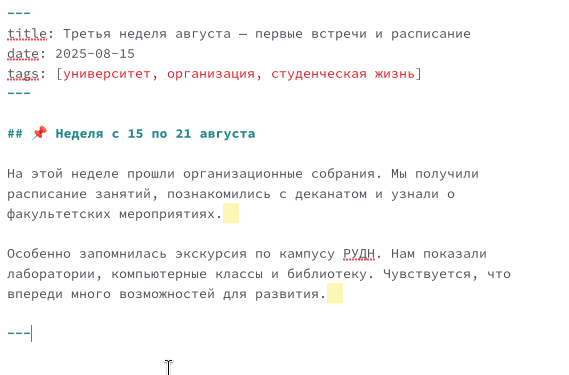 ---
title: Третья неделя августа — первые встречи и расписание
date: 2025-08-15
tags: [университет, организация, студенческая жизнь]
---
## 📌 Неделя с 15 по 21 августа
На этой неделе прошли организационные собрания. Мы получили
расписание занятий, познакомились с деканатом и узнали о
факультетских мероприятиях.
Особенно запомнилась экскурсия по кампусу РУДН. Нам показали
лаборатории, компьютерные классы и библиотеку. Чувствуется, что
впереди много возможностей для развития.
---